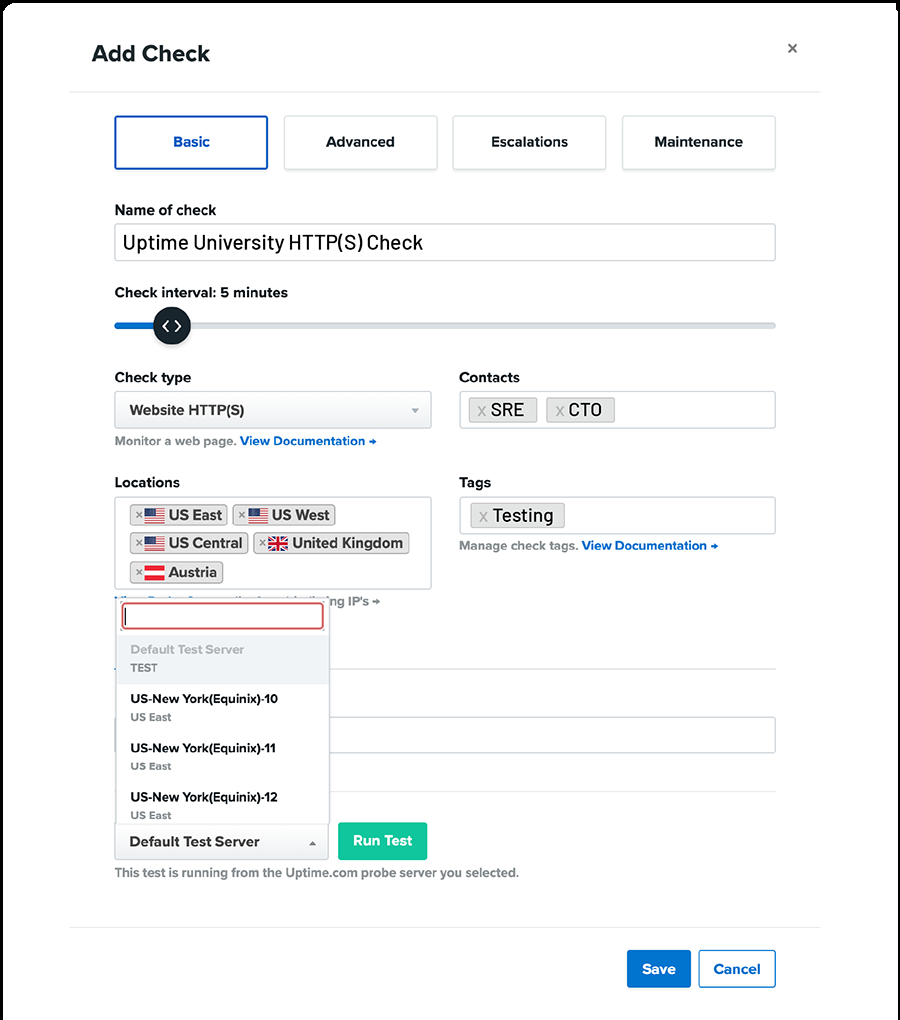 Add Check
×
Basic
Advanced
Escalations
Maintenance
Name of check
Uptime University HTTP(S) Check
Check interval: 5 minutes
Check type
Website HTTP(S)
Monitor a web page. View Documentation →
Contacts
x SRE x CTO
Locations
× US East × US West
× US Central × United Kingdom
× Austria
IP's →
Tags
x Testing
Manage check tags. View Documentation →
Default Test Server
TEST
US-New York(Equinix)-10
US East
US-New York(Equinix)-11
US East
US-New York(Equinix)-12
US East
Default Test Server
Run Test
This test is running from the Uptime.com probe server you selected.
Save
Cancel